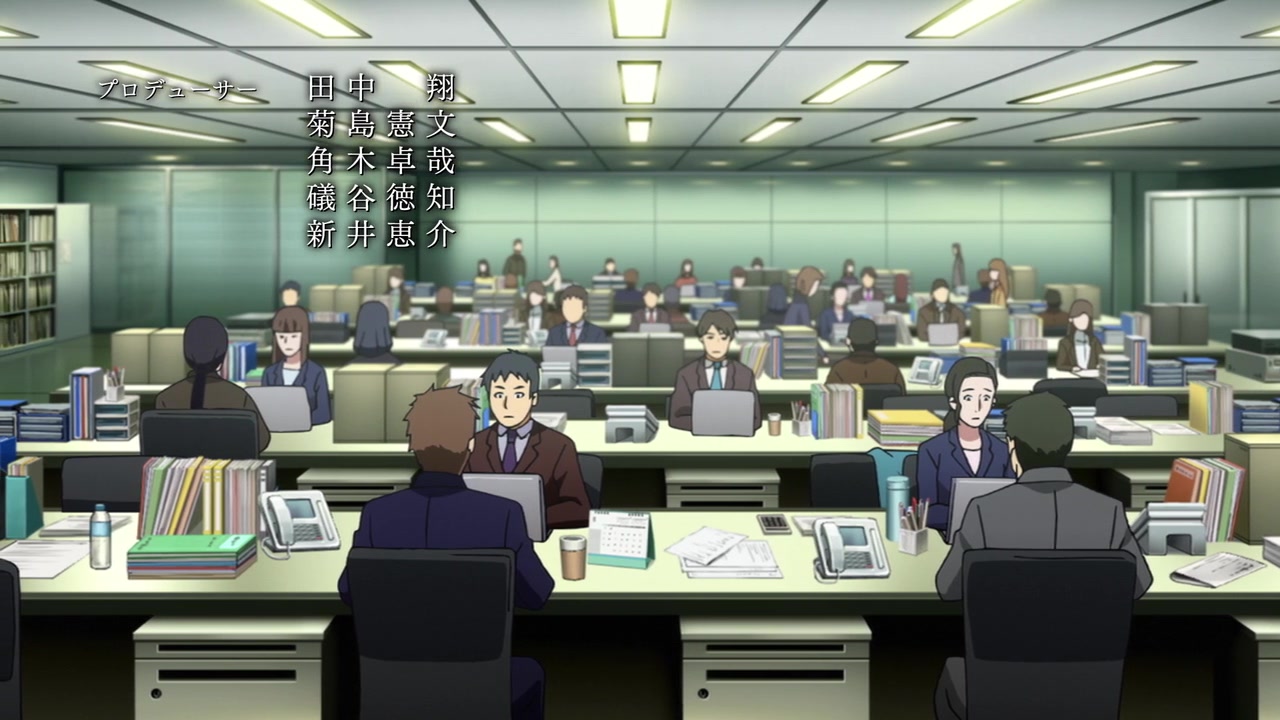 プロデューサー 田中 翔
菊島憲文
角木卓哉
礒谷徳知
新井恵介